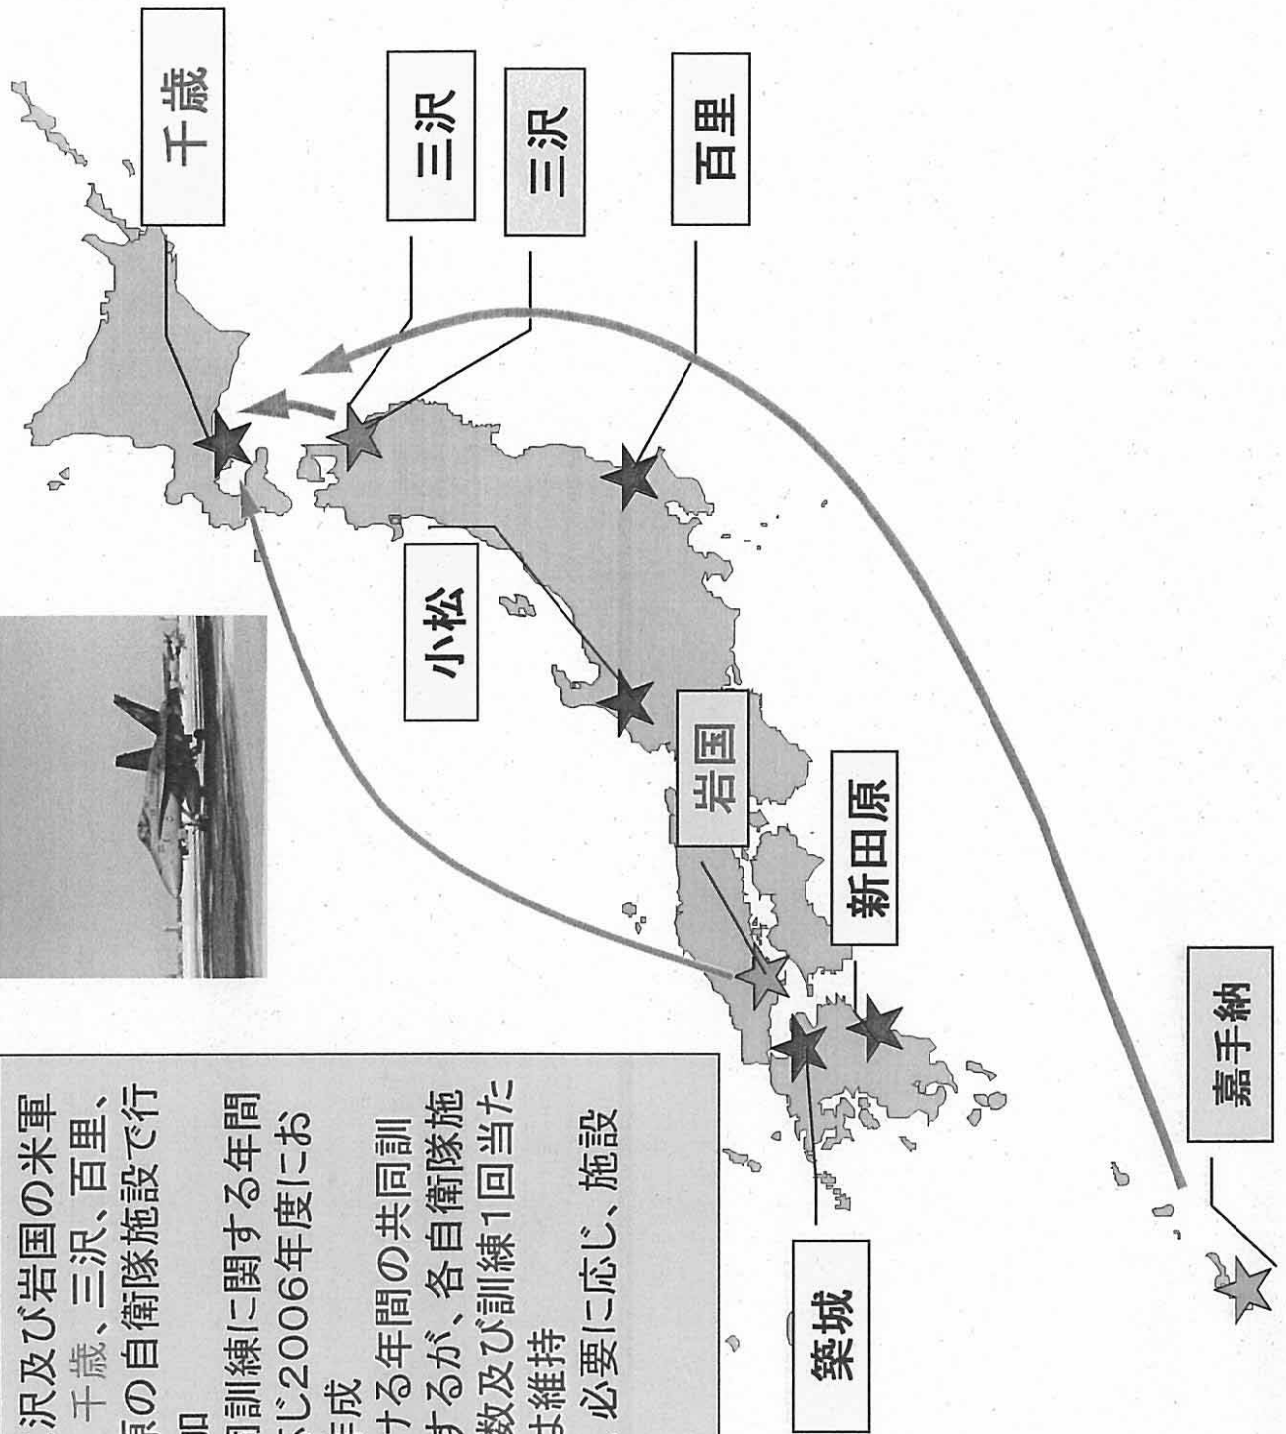 沢及び岩国の米軍
千歳、三沢、百里、
原の自衛隊施設で行
加
同訓練に関する年間
応じ2006年度にお
作成
ける年間の共同訓
するが、各自衛隊施
数及び訓練1回当た
は維持
必要に応じ、施設
千歳
三沢
三沢
百里
小松
岩国
新田原
築城
嘉手納